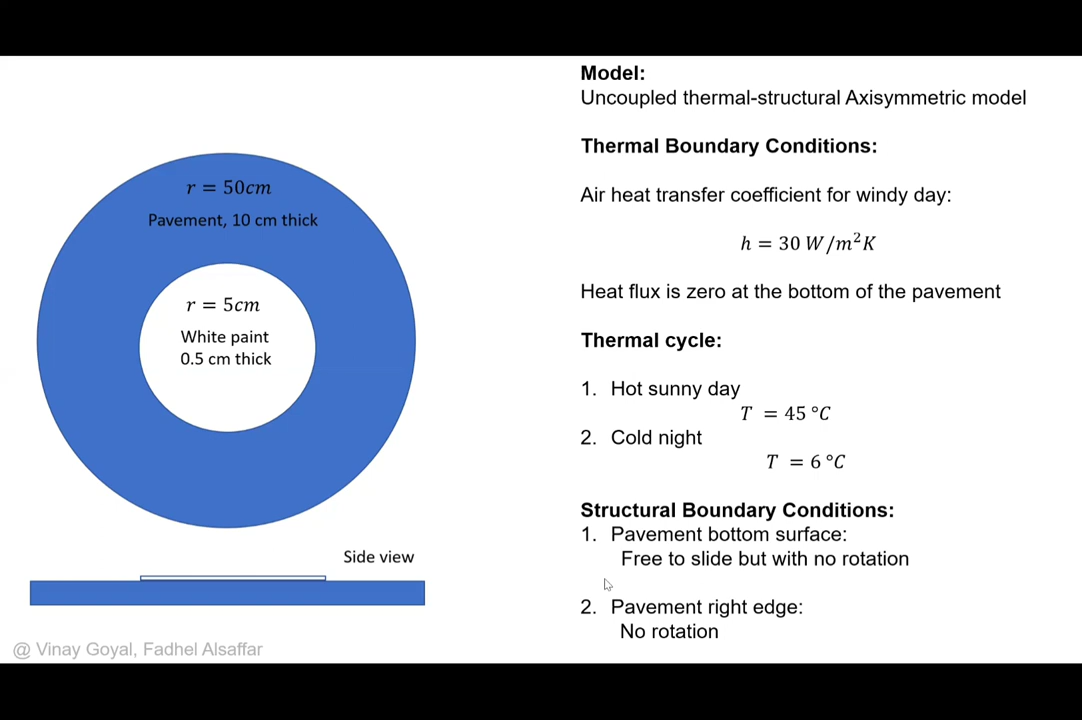 r = 50cm
Pavement, 10 cm thick
r = 5cm
White paint
0.5 cm thick
Side view
@ Vinay Goyal, Fadhel Alsaffar
Model:
Uncoupled thermal-structural Axisymmetric model
Thermal Boundary Conditions:
Air heat transfer coefficient for windy day:
h = 30 W/m²K
Heat flux is zero at the bottom of the pavement
Thermal cycle:
1. Hot sunny day
T = 45 °C
2. Cold night
T = 6 °C
Structural Boundary Conditions:
1. Pavement bottom surface:
Free to slide but with no rotation
2. Pavement right edge:
No rotation